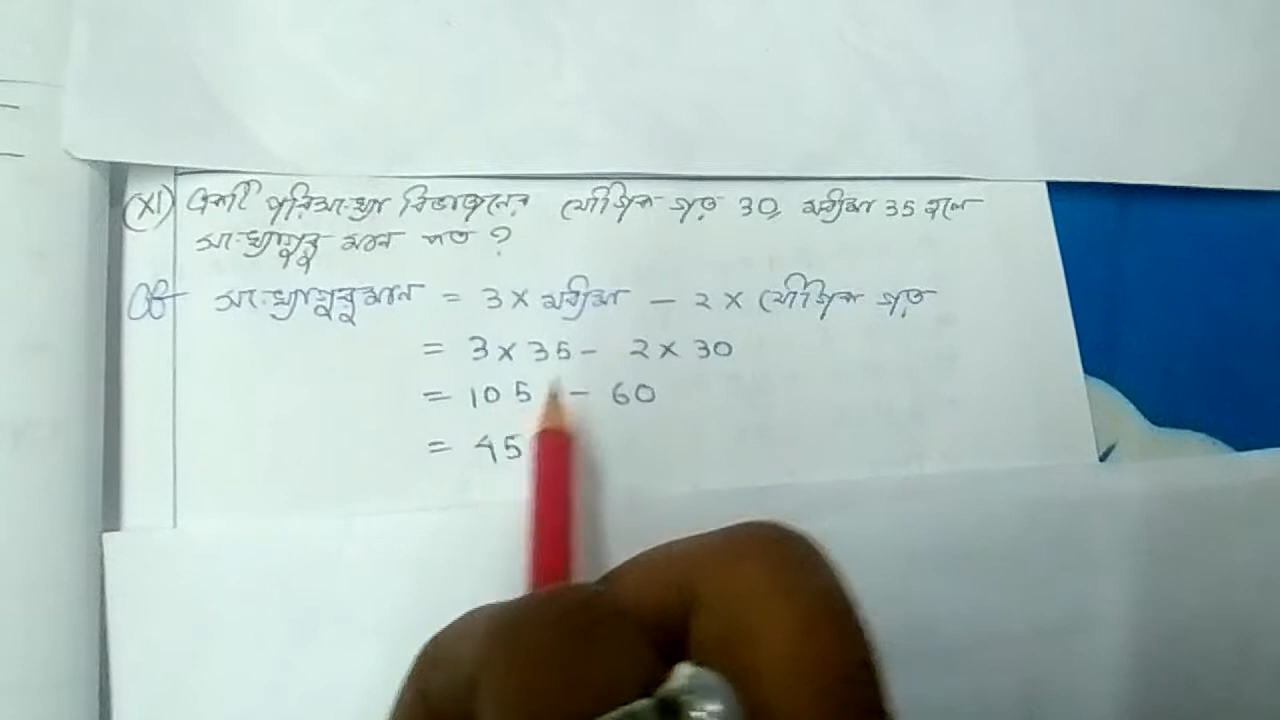 (XI) একটি পরিসংখ্যা বিভাজনের যৌগিক গড় 30, মধ্যমা 35 হলে
সংখ্যাগুরু মান কত ?
সংখ্যাগুরুমান = 3 × মধ্যমা − 2 × যৌগিক গড়
= 3 × 35 − 2 × 30
= 105 − 60
= 45